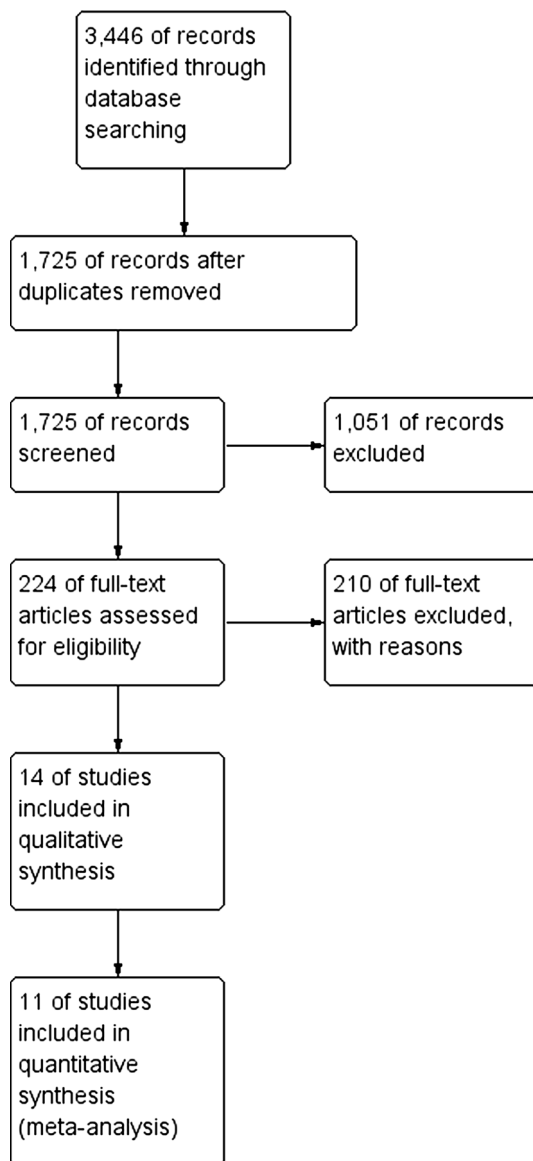 3,446 of records
identified through
database
searching
1,725 of records after
duplicates removed
1,725 of records
screened
1,051 of records
excluded
224 of full-text
articles assessed
for eligibility
210 of full-text
articles excluded,
with reasons
14 of studies
included in
qualitative
synthesis
11 of studies
included in
quantitative
synthesis
(meta-analysis)